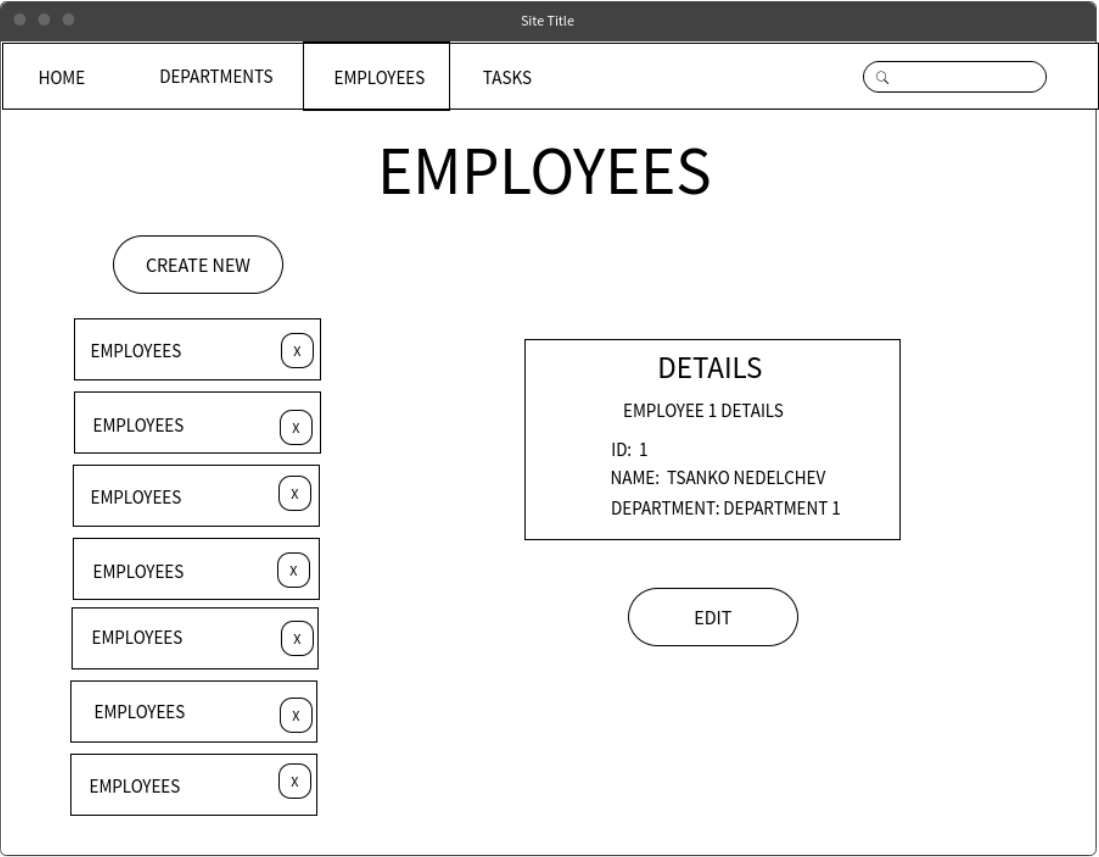 Site Title
HOME DEPARTMENTS EMPLOYEES TASKS
EMPLOYEES
CREATE NEW
EMPLOYEES X
EMPLOYEES X
EMPLOYEES X
EMPLOYEES X
EMPLOYEES X
EMPLOYEES X
EMPLOYEES X
DETAILS
EMPLOYEE 1 DETAILS
ID: 1
NAME: TSANKO NEDELCHEV
DEPARTMENT: DEPARTMENT 1
EDIT